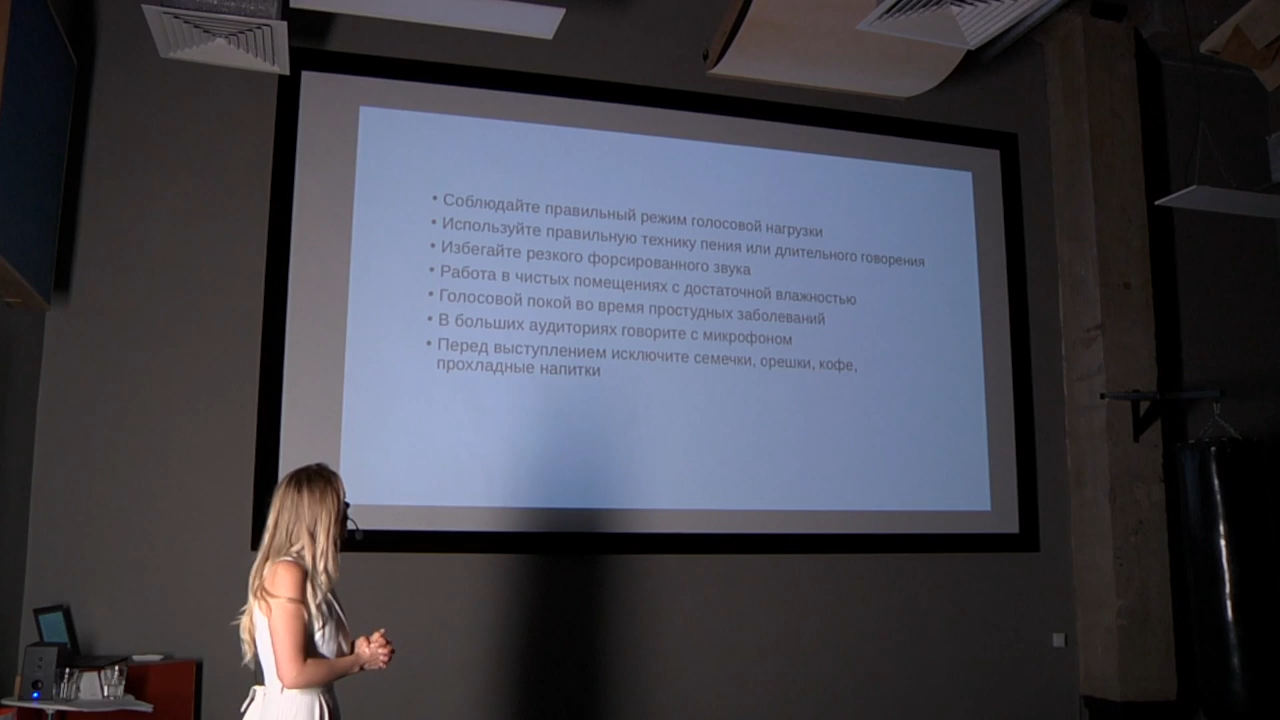 • Соблюдайте правильный режим голосовой нагрузки
• Используйте правильную технику пения или длительного говорения
• Избегайте резкого форсированного звука
• Работа в чистых помещениях с достаточной влажностью
• Голосовой покой во время простудных заболеваний
• В больших аудиториях говорите с микрофоном
• Перед выступлением исключите семечки, орешки, кофе,
прохладные напитки